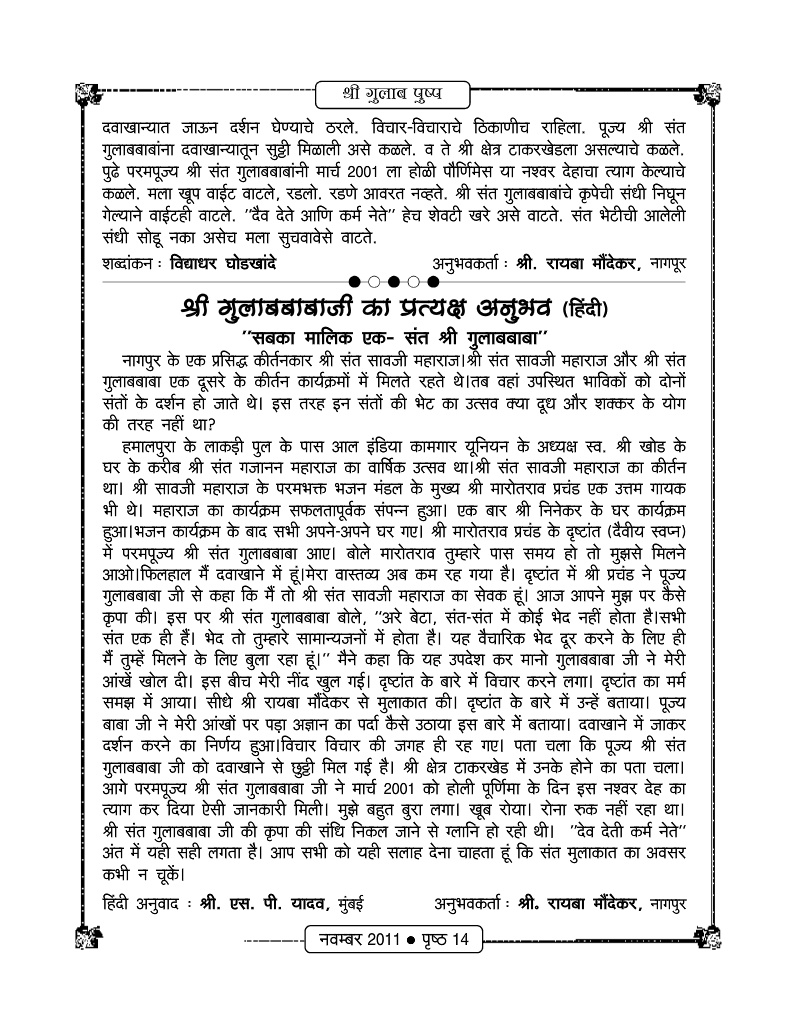 श्री गुलाब पुष्प
दवाखान्यात जाऊन दर्शन घेण्याचे ठरले. विचार-विचाराचे ठिकाणीच राहिला. पूज्य श्री संत
गुलाबबाबांना दवाखान्यातून सुट्टी मिळाली असे कळले. व ते श्री क्षेत्र टाकरखेडला असल्याचे कळले.
पुढे परमपूज्य श्री संत गुलाबबाबांनी मार्च 2001 ला होळी पौर्णिमेस या नश्वर देहाचा त्याग केल्याचे
कळले. मला खूप वाईट वाटले, रडलो. रडणे आवरत नव्हते. श्री संत गुलाबबाबांचे कृपेची संधी निघून
गेल्याने वाईटही वाटले. ''दैव देते आणि कर्म नेते'' हेच शेवटी खरे असे वाटते. संत भेटीची आलेली
संधी सोडू नका असेच मला सुचवावेसे वाटते.
शब्दांकन : विद्याधर घोडखांदे अनुभवकर्ता : श्री. रायबा मौंदेकर, नागपूर
श्री गुलाबबाबाजी का प्रत्यक्ष अनुभव (हिंदी)
''सबका मालिक एक- संत श्री गुलाबबाबा''
नागपुर के एक प्रसिद्ध कीर्तनकार श्री संत सावजी महाराज।श्री संत सावजी महाराज और श्री संत
गुलाबबाबा एक दूसरे के कीर्तन कार्यक्रमों में मिलते रहते थे।तब वहां उपस्थित भाविकों को दोनों
संतों के दर्शन हो जाते थे। इस तरह इन संतों की भेट का उत्सव क्या दूध और शक्कर के योग
की तरह नहीं था?
हमालपुरा के लाकड़ी पुल के पास आल इंडिया कामगार यूनियन के अध्यक्ष स्व. श्री खोड के
घर के करीब श्री संत गजानन महाराज का वार्षिक उत्सव था।श्री संत सावजी महाराज का कीर्तन
था। श्री सावजी महाराज के परमभक्त भजन मंडल के मुख्य श्री मारोतराव प्रचंड एक उत्तम गायक
भी थे। महाराज का कार्यक्रम सफलतापूर्वक संपन्न हुआ। एक बार श्री निनेकर के घर कार्यक्रम
हुआ।भजन कार्यक्रम के बाद सभी अपने-अपने घर गए। श्री मारोतराव प्रचंड के दृष्टांत (दैवीय स्वप्न)
में परमपूज्य श्री संत गुलाबबाबा आए। बोले मारोतराव तुम्हारे पास समय हो तो मुझसे मिलने
आओ।फिलहाल मैं दवाखाने में हूं।मेरा वास्तव्य अब कम रह गया है। दृष्टांत में श्री प्रचंड ने पूज्य
गुलाबबाबा जी से कहा कि मैं तो श्री संत सावजी महाराज का सेवक हूं। आज आपने मुझ पर कैसे
कृपा की। इस पर श्री संत गुलाबबाबा बोले, ''अरे बेटा, संत-संत में कोई भेद नहीं होता है।सभी
संत एक ही हैं। भेद तो तुम्हारे सामान्यजनों में होता है। यह वैचारिक भेद दूर करने के लिए ही
मैं तुम्हें मिलने के लिए बुला रहा हूं।'' मैने कहा कि यह उपदेश कर मानो गुलाबबाबा जी ने मेरी
आंखें खोल दी। इस बीच मेरी नींद खुल गई। दृष्टांत के बारे में विचार करने लगा। दृष्टांत का मर्म
समझ में आया। सीधे श्री रायबा मौंदेकर से मुलाकात की। दृष्टांत के बारे में उन्हें बताया। पूज्य
बाबा जी ने मेरी आंखों पर पड़ा अज्ञान का पर्दा कैसे उठाया इस बारे में बताया। दवाखाने में जाकर
दर्शन करने का निर्णय हुआ।विचार विचार की जगह ही रह गए। पता चला कि पूज्य श्री संत
गुलाबबाबा जी को दवाखाने से छुट्टी मिल गई है। श्री क्षेत्र टाकरखेड में उनके होने का पता चला।
आगे परमपूज्य श्री संत गुलाबबाबा जी ने मार्च 2001 को होली पूर्णिमा के दिन इस नश्वर देह का
त्याग कर दिया ऐसी जानकारी मिली। मुझे बहुत बुरा लगा। खूब रोया। रोना रुक नहीं रहा था।
श्री संत गुलाबबाबा जी की कृपा की संधि निकल जाने से ग्लानि हो रही थी। ''देव देती कर्म नेते''
अंत में यही सही लगता है। आप सभी को यही सलाह देना चाहता हूं कि संत मुलाकात का अवसर
कभी न चूकें।
हिंदी अनुवाद : श्री. एस. पी. यादव, मुंबई अनुभवकर्ता : श्री. रायबा मौंदेकर, नागपुर
नवम्बर 2011 ● पृष्ठ 14